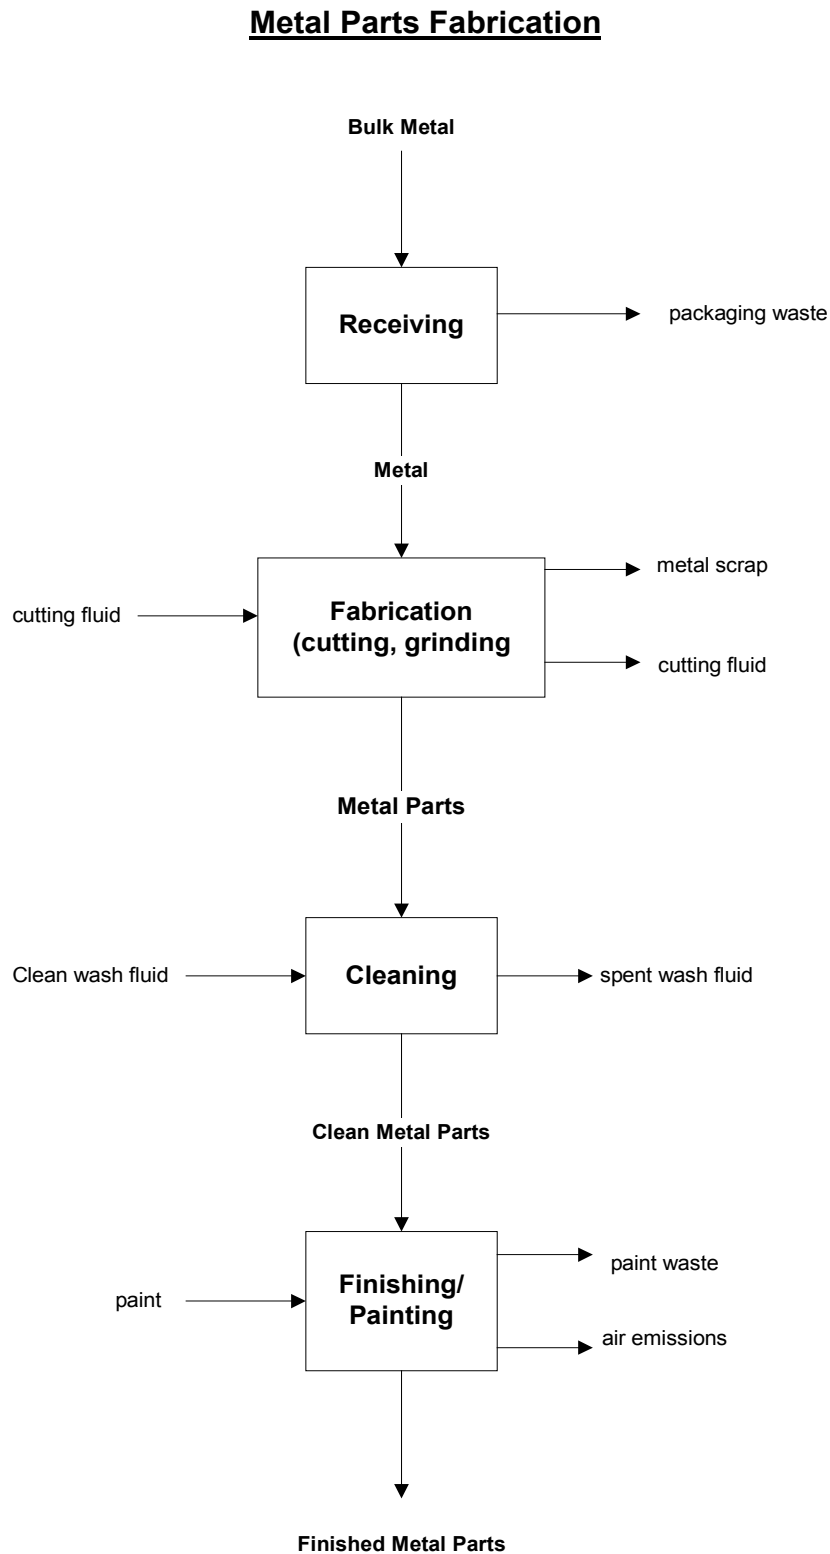 Metal Parts Fabrication
Bulk Metal
Receiving
packaging waste
Metal
metal scrap
cutting fluid
Fabrication
(cutting, grinding
cutting fluid
Metal Parts
Clean wash fluid
Cleaning
spent wash fluid
Clean Metal Parts
paint
Finishing/
Painting
paint waste
air emissions
Finished Metal Parts